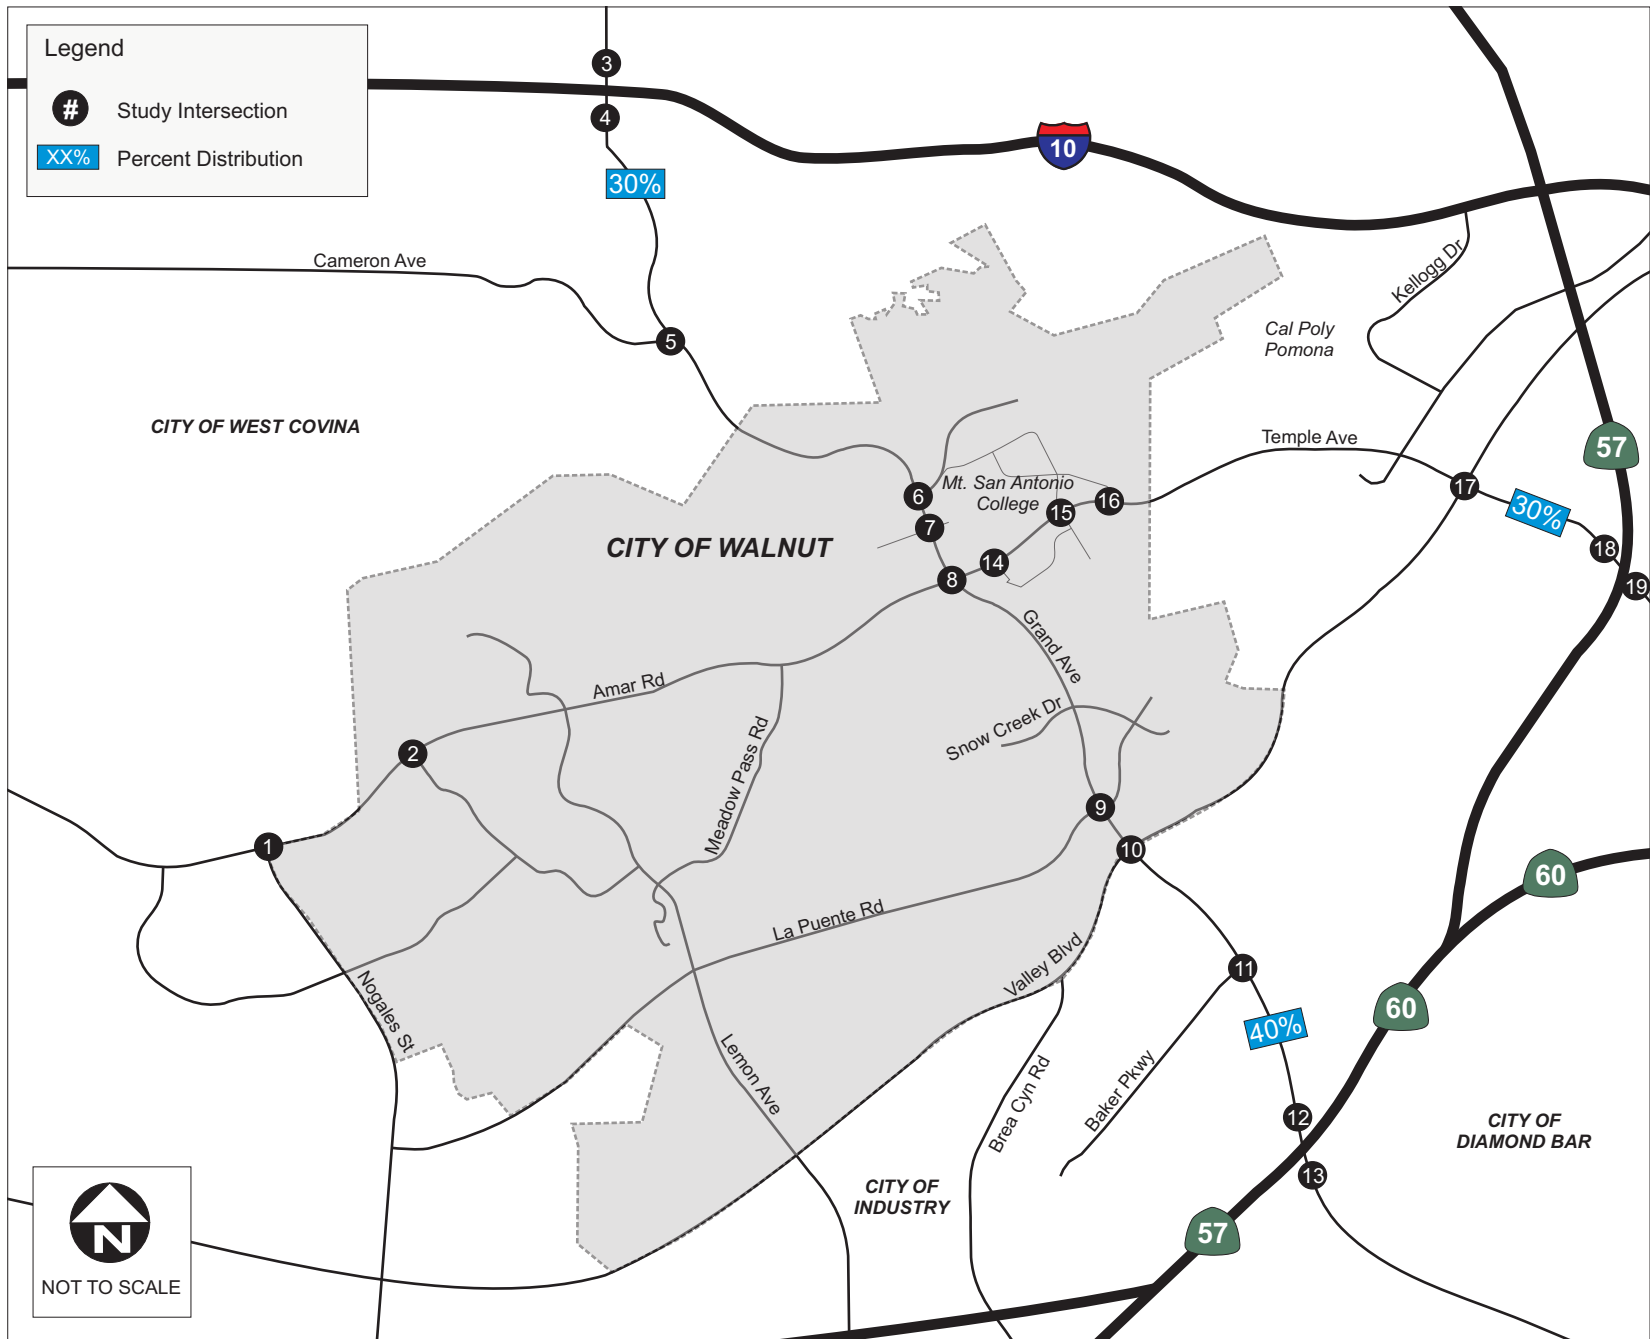 Legend
#
Study Intersection
XX%
Percent Distribution
3
4
10
30%
Cameron Ave
Kellogg Dr
5
Cal Poly
Pomona
CITY OF WEST COVINA
Temple Ave
57
6
Mt. San Antonio
College
16
15
17
30%
7
CITY OF WALNUT
18
14
8
19
Grand Ave
Amar Rd
Snow Creek Dr
2
Meadow Pass Rd
9
1
10
60
La Puente Rd
Valley Blvd
11
Nogales St
60
40%
Lemon Ave
Brea Cyn Rd
Baker Pkwy
12
CITY OF
DIAMOND BAR
13
CITY OF
INDUSTRY
57
N
NOT TO SCALE